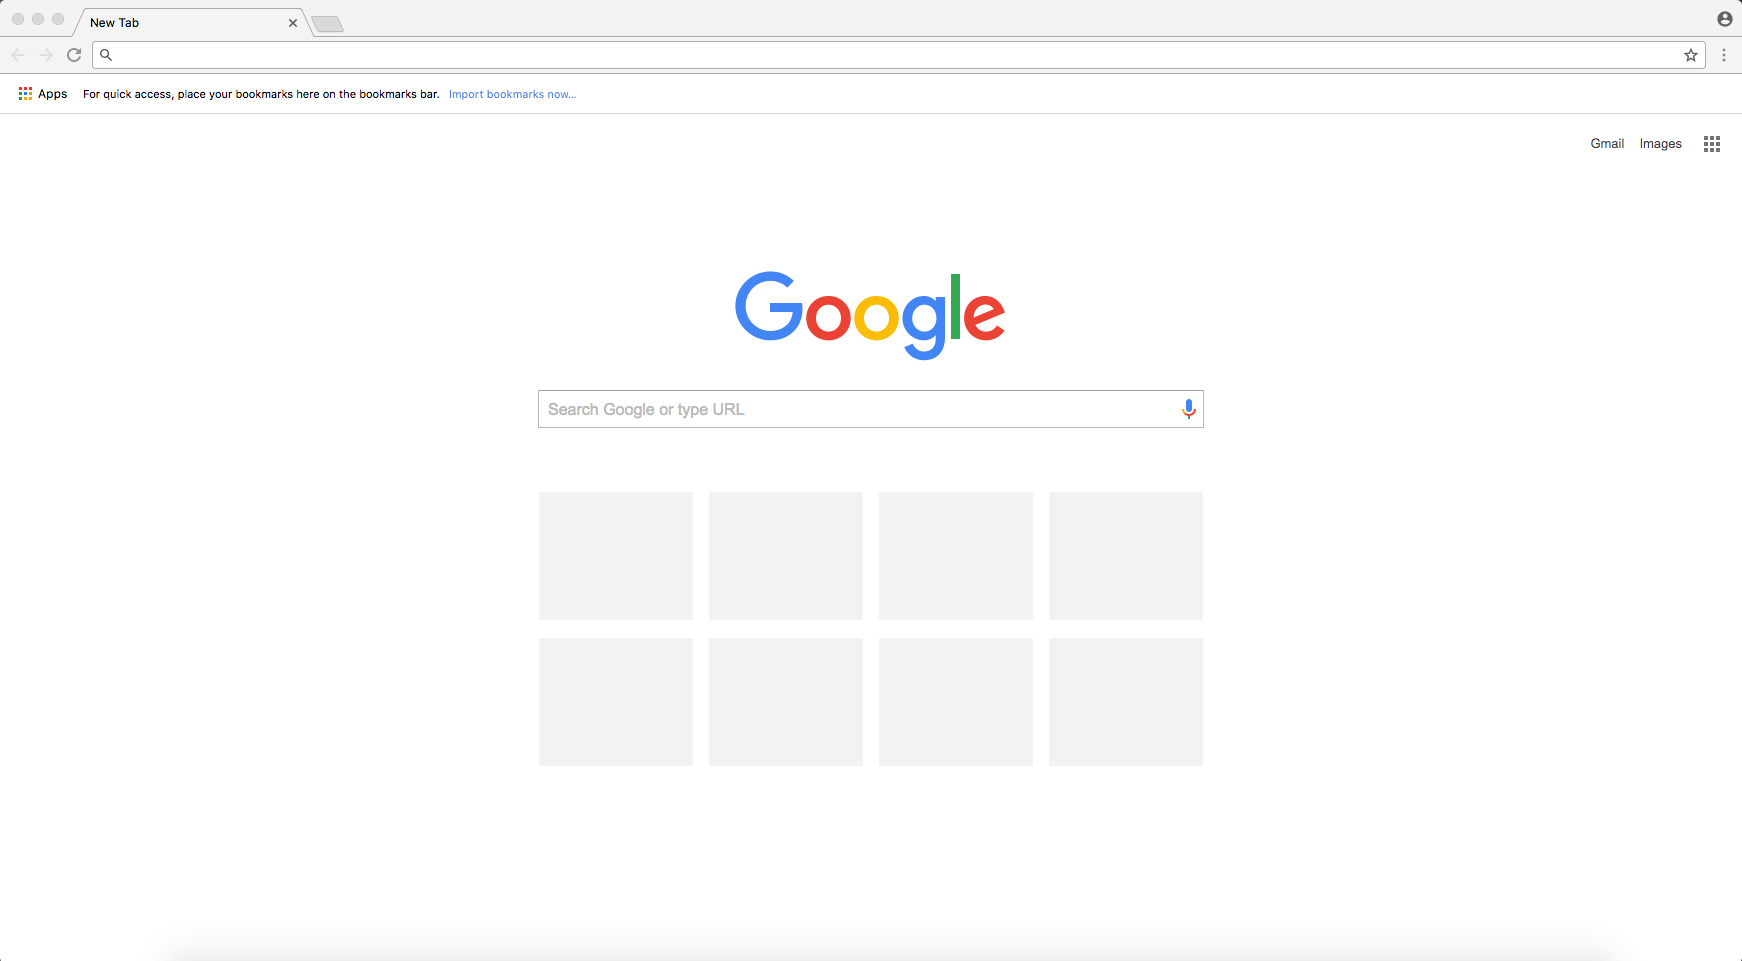 New Tab
Apps For quick access, place your bookmarks here on the bookmarks bar. Import bookmarks now...
Gmail Images
Google
Search Google or type URL